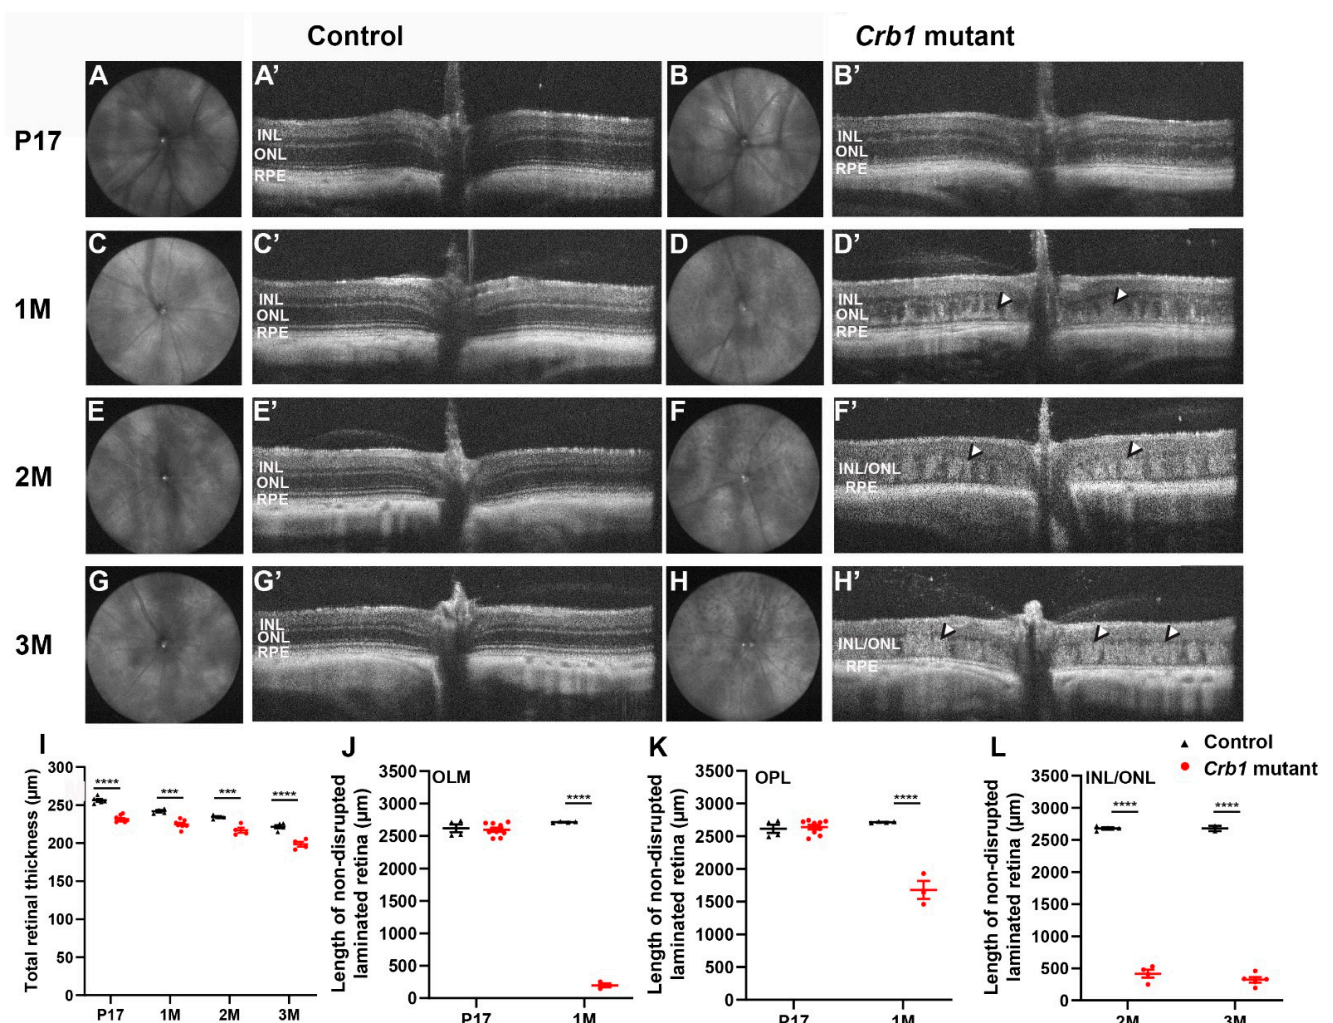 Control
Crb1 mutant
P17
A
A’
INL
ONL
RPE
B
B’
INL
ONL
RPE
1M
C
C’
INL
ONL
RPE
D
D’
INL
ONL
RPE
2M
E
E’
INL
ONL
RPE
F
F’
INL/ONL
RPE
3M
G
G’
INL
ONL
RPE
H
H’
INL/ONL
RPE
I
Total retinal thickness (µm)
300
250
200
150
100
50
0
****
***
***
****
P17 1M 2M 3M
J
OLM
Length of non-disrupted
laminated retina (µm)
3500
3000
2500
2000
1500
1000
500
0
****
P17 1M
K
OPL
Length of non-disrupted
laminated retina (µm)
3500
3000
2500
2000
1500
1000
500
0
****
P17 1M
L
Control
Crb1 mutant
INL/ONL
Length of non-disrupted
laminated retina (µm)
3500
3000
2500
2000
1500
1000
500
0
****
****
2M 3M